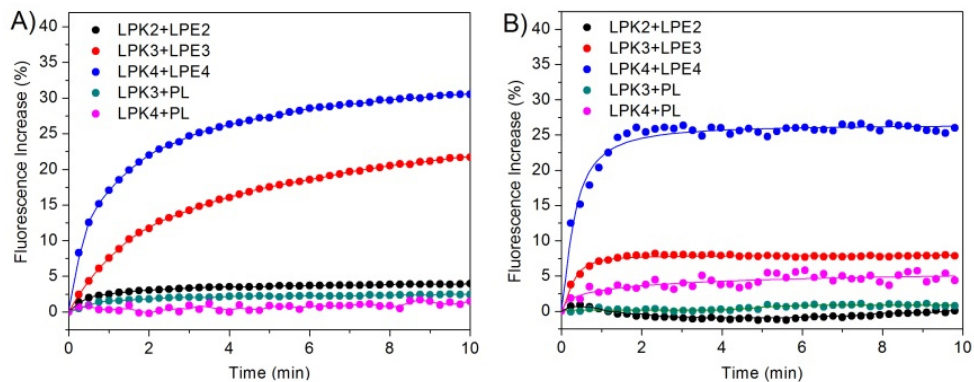 A)
LPK2+LPE2
LPK3+LPE3
LPK4+LPE4
LPK3+PL
LPK4+PL
Fluorescence Increase (%)
40
35
30
25
20
15
10
5
0
0 2 4 6 8 10
Time (min)
B)
LPK2+LPE2
LPK3+LPE3
LPK4+LPE4
LPK3+PL
LPK4+PL
Fluorescence Increase (%)
40
35
30
25
20
15
10
5
0
0 2 4 6 8 10
Time (min)